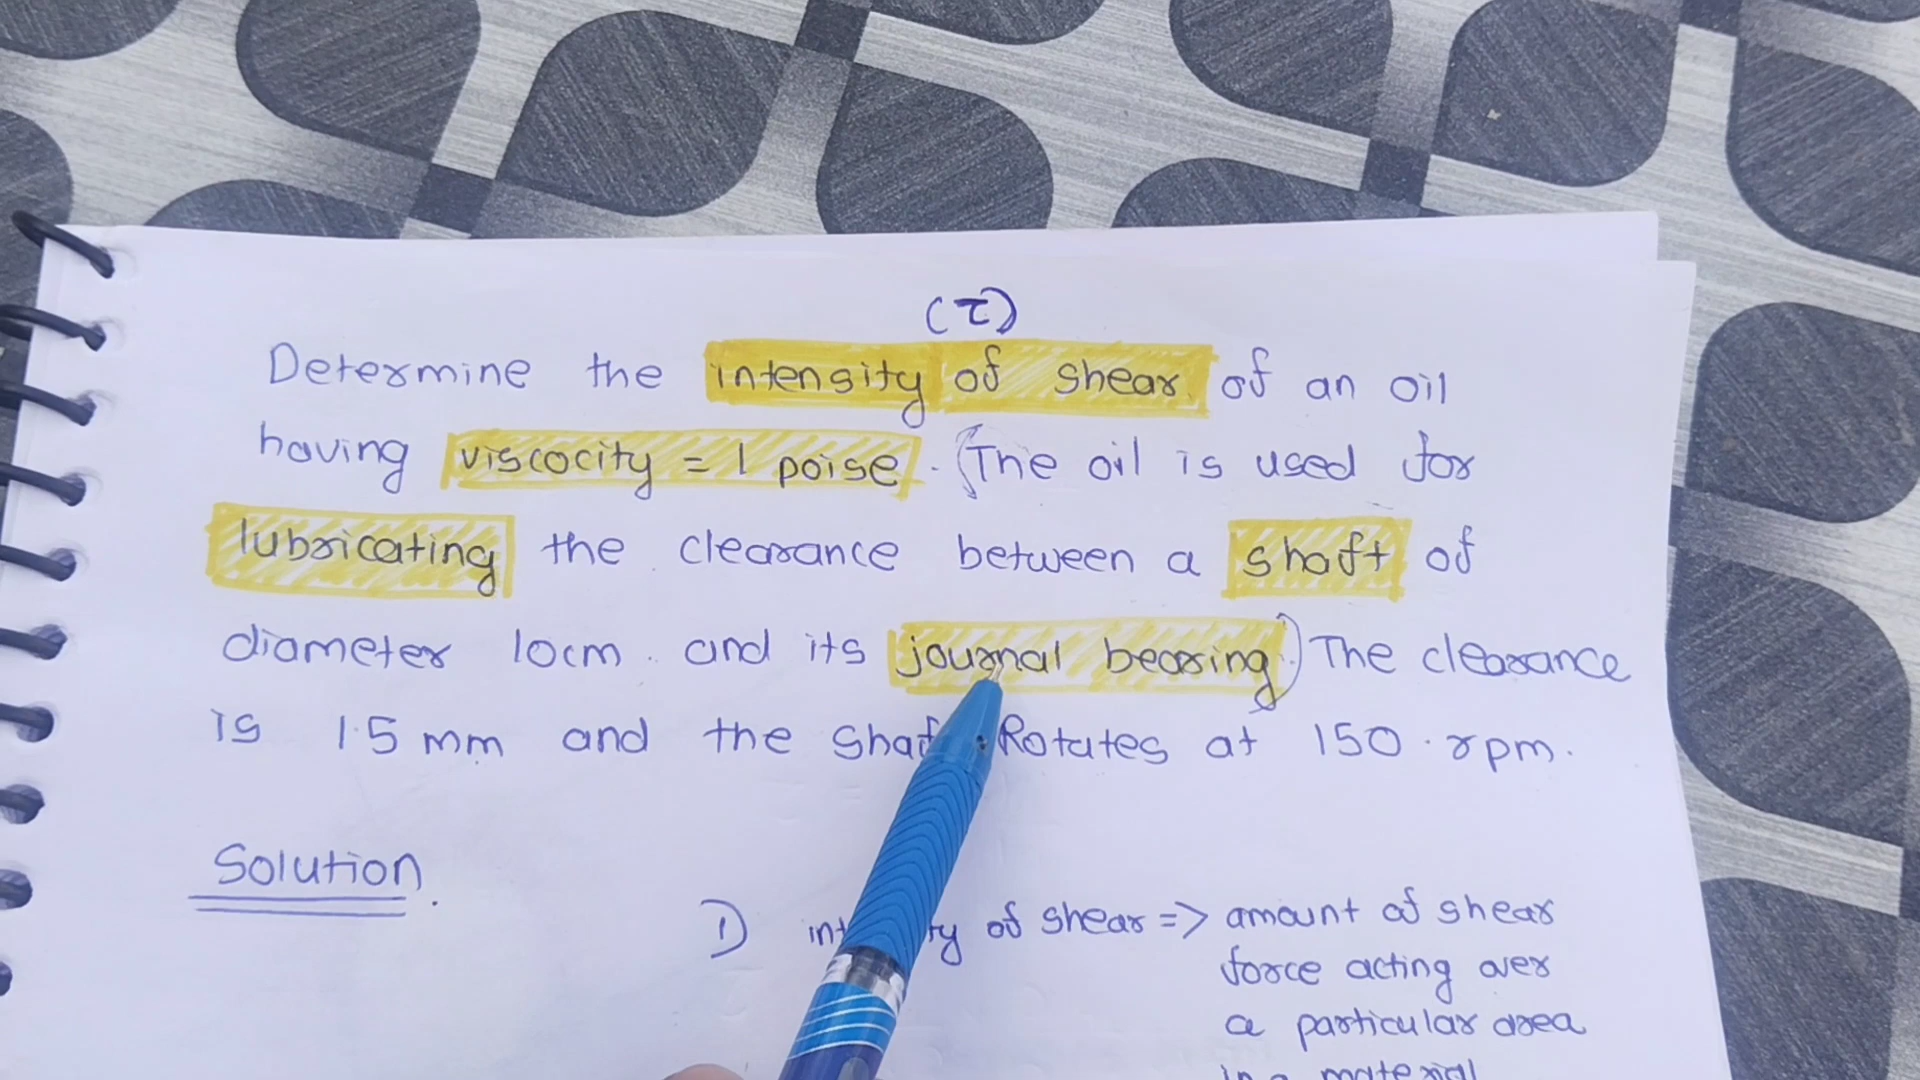 (τ)
Determine the intensity of shear of an oil
having viscocity = 1 poise. (The oil is used for
lubricating the clearance between a shaft of
diameter 10cm. and its journal bearing.) The clearance
is 1.5 mm and the shaft Rotates at 150 rpm.
Solution.
1) of shear => amount of shear
force acting over
a particular area
in a material